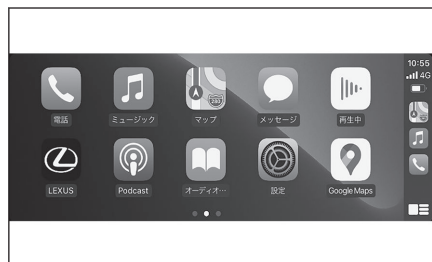 10:55
4G
280
電話
ミュージック
マップ
メッセージ
再生中
LEXUS
Podcast
オーディオ…
設定
Google Maps